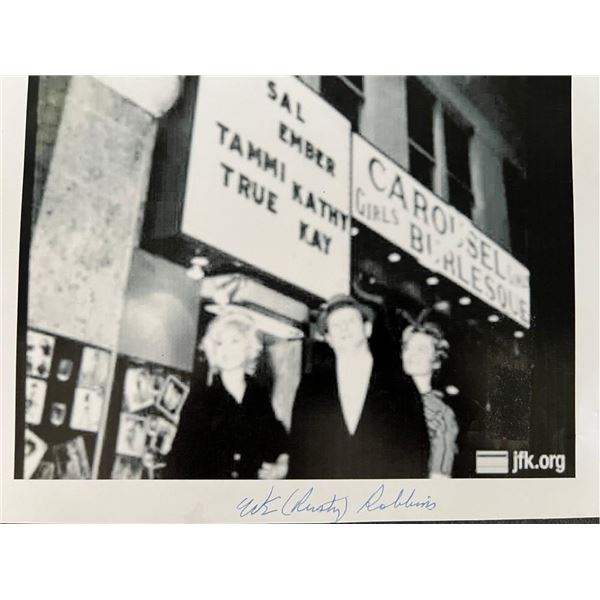 SAL
EMBER
TAMMI KATHY
TRUE KAY
CAROUSEL
GIRLS BURLESQUE
jfk.org
(Rusty) Robbins